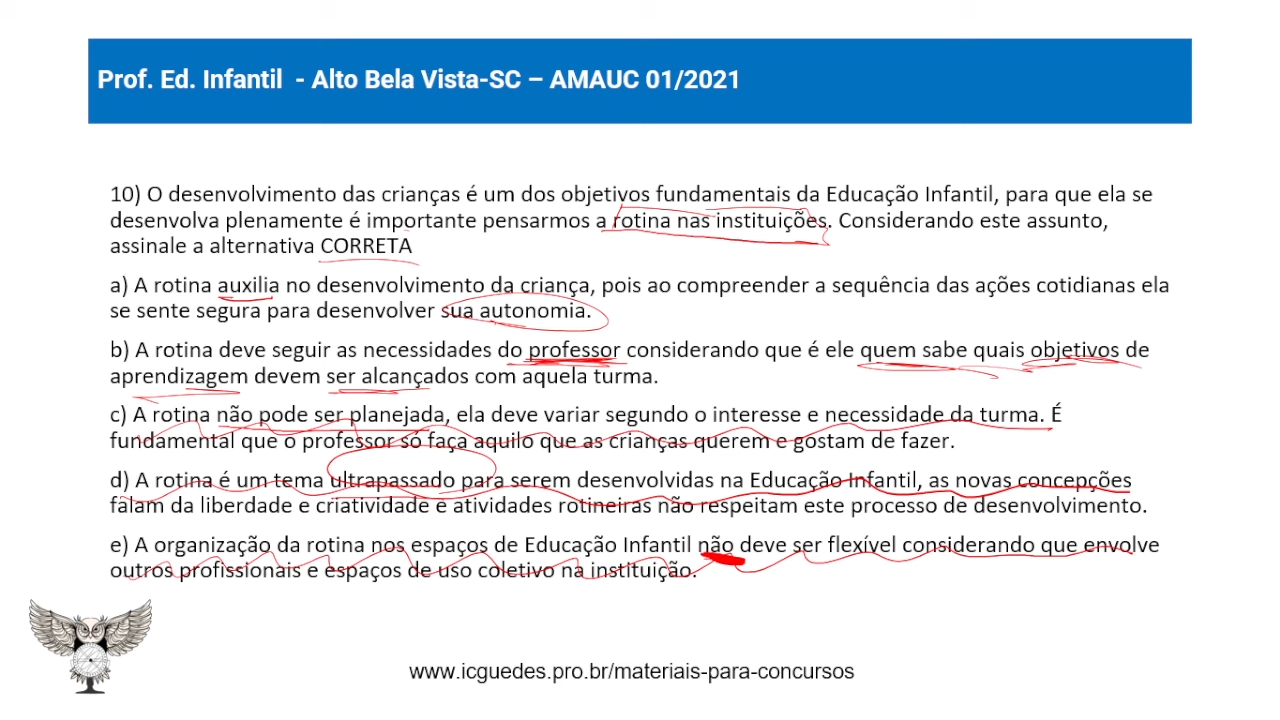 Prof. Ed. Infantil - Alto Bela Vista-SC – AMAUC 01/2021
10) O desenvolvimento das crianças é um dos objetivos fundamentais da Educação Infantil, para que ela se
desenvolva plenamente é importante pensarmos a rotina nas instituições. Considerando este assunto,
assinale a alternativa CORRETA
a) A rotina auxilia no desenvolvimento da criança, pois ao compreender a sequência das ações cotidianas ela
se sente segura para desenvolver sua autonomia.
b) A rotina deve seguir as necessidades do professor considerando que é ele quem sabe quais objetivos de
aprendizagem devem ser alcançados com aquela turma.
c) A rotina não pode ser planejada, ela deve variar segundo o interesse e necessidade da turma. É
fundamental que o professor só faça aquilo que as crianças querem e gostam de fazer.
d) A rotina é um tema ultrapassado para serem desenvolvidas na Educação Infantil, as novas concepções
falam da liberdade e criatividade e atividades rotineiras não respeitam este processo de desenvolvimento.
e) A organização da rotina nos espaços de Educação Infantil não deve ser flexível considerando que envolve
outros profissionais e espaços de uso coletivo na instituição.
www.icguedes.pro.br/materiais-para-concursos